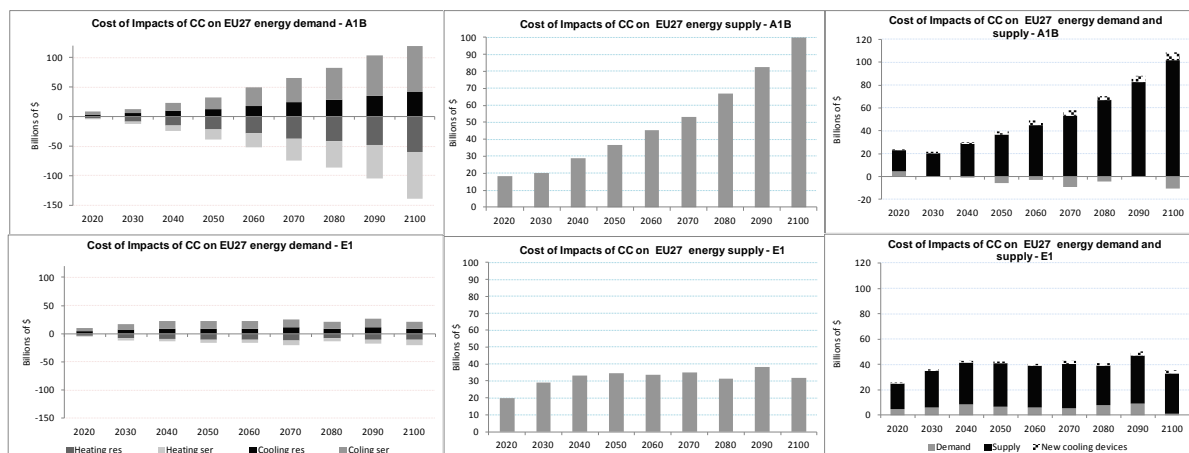 Cost of Impacts of CC on EU27 energy demand - A1B
Billions of $
100
50
0
-50
-100
-150
2020 2030 2040 2050 2060 2070 2080 2090 2100
Cost of Impacts of CC on EU27 energy supply - A1B
Billions of $
100
90
80
70
60
50
40
30
20
10
0
2020 2030 2040 2050 2060 2070 2080 2090 2100
Cost of Impacts of CC on EU27 energy demand and
supply - A1B
Billions of $
120
100
80
60
40
20
0
-20
2020 2030 2040 2050 2060 2070 2080 2090 2100
Cost of Impacts of CC on EU27 energy demand - E1
Billions of $
100
50
0
-50
-100
-150
2020 2030 2040 2050 2060 2070 2080 2090 2100
Heating res Heating ser Cooling res Coling ser
Cost of Impacts of CC on EU27 energy supply - E1
Billions of $
100
90
80
70
60
50
40
30
20
10
0
2020 2030 2040 2050 2060 2070 2080 2090 2100
Cost of Impacts of CC on EU27 energy demand and
supply - E1
Billions of $
120
100
80
60
40
20
0
2020 2030 2040 2050 2060 2070 2080 2090 2100
Demand Supply New cooling devices